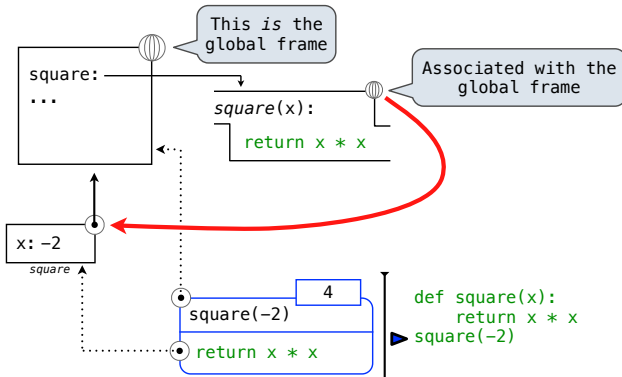 This is the
global frame
square:
...
Associated with the
global frame
square(x):
return x * x
x: -2
square
4
square(-2)
return x * x
def square(x):
    return x * x
square(-2)